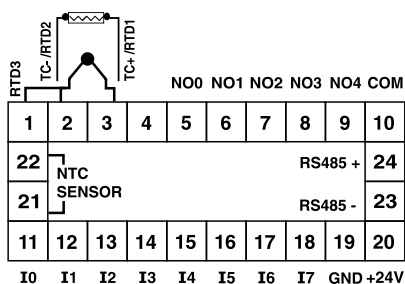 RTD3
TC- /RTD2
TC+ /RTD1
NO0 NO1 NO2 NO3 NO4 COM
1 2 3 4 5 6 7 8 9 10
22 NTC RS485 + 24
21 SENSOR RS485 - 23
11 12 13 14 15 16 17 18 19 20
I0 I1 I2 I3 I4 I5 I6 I7 GND +24V